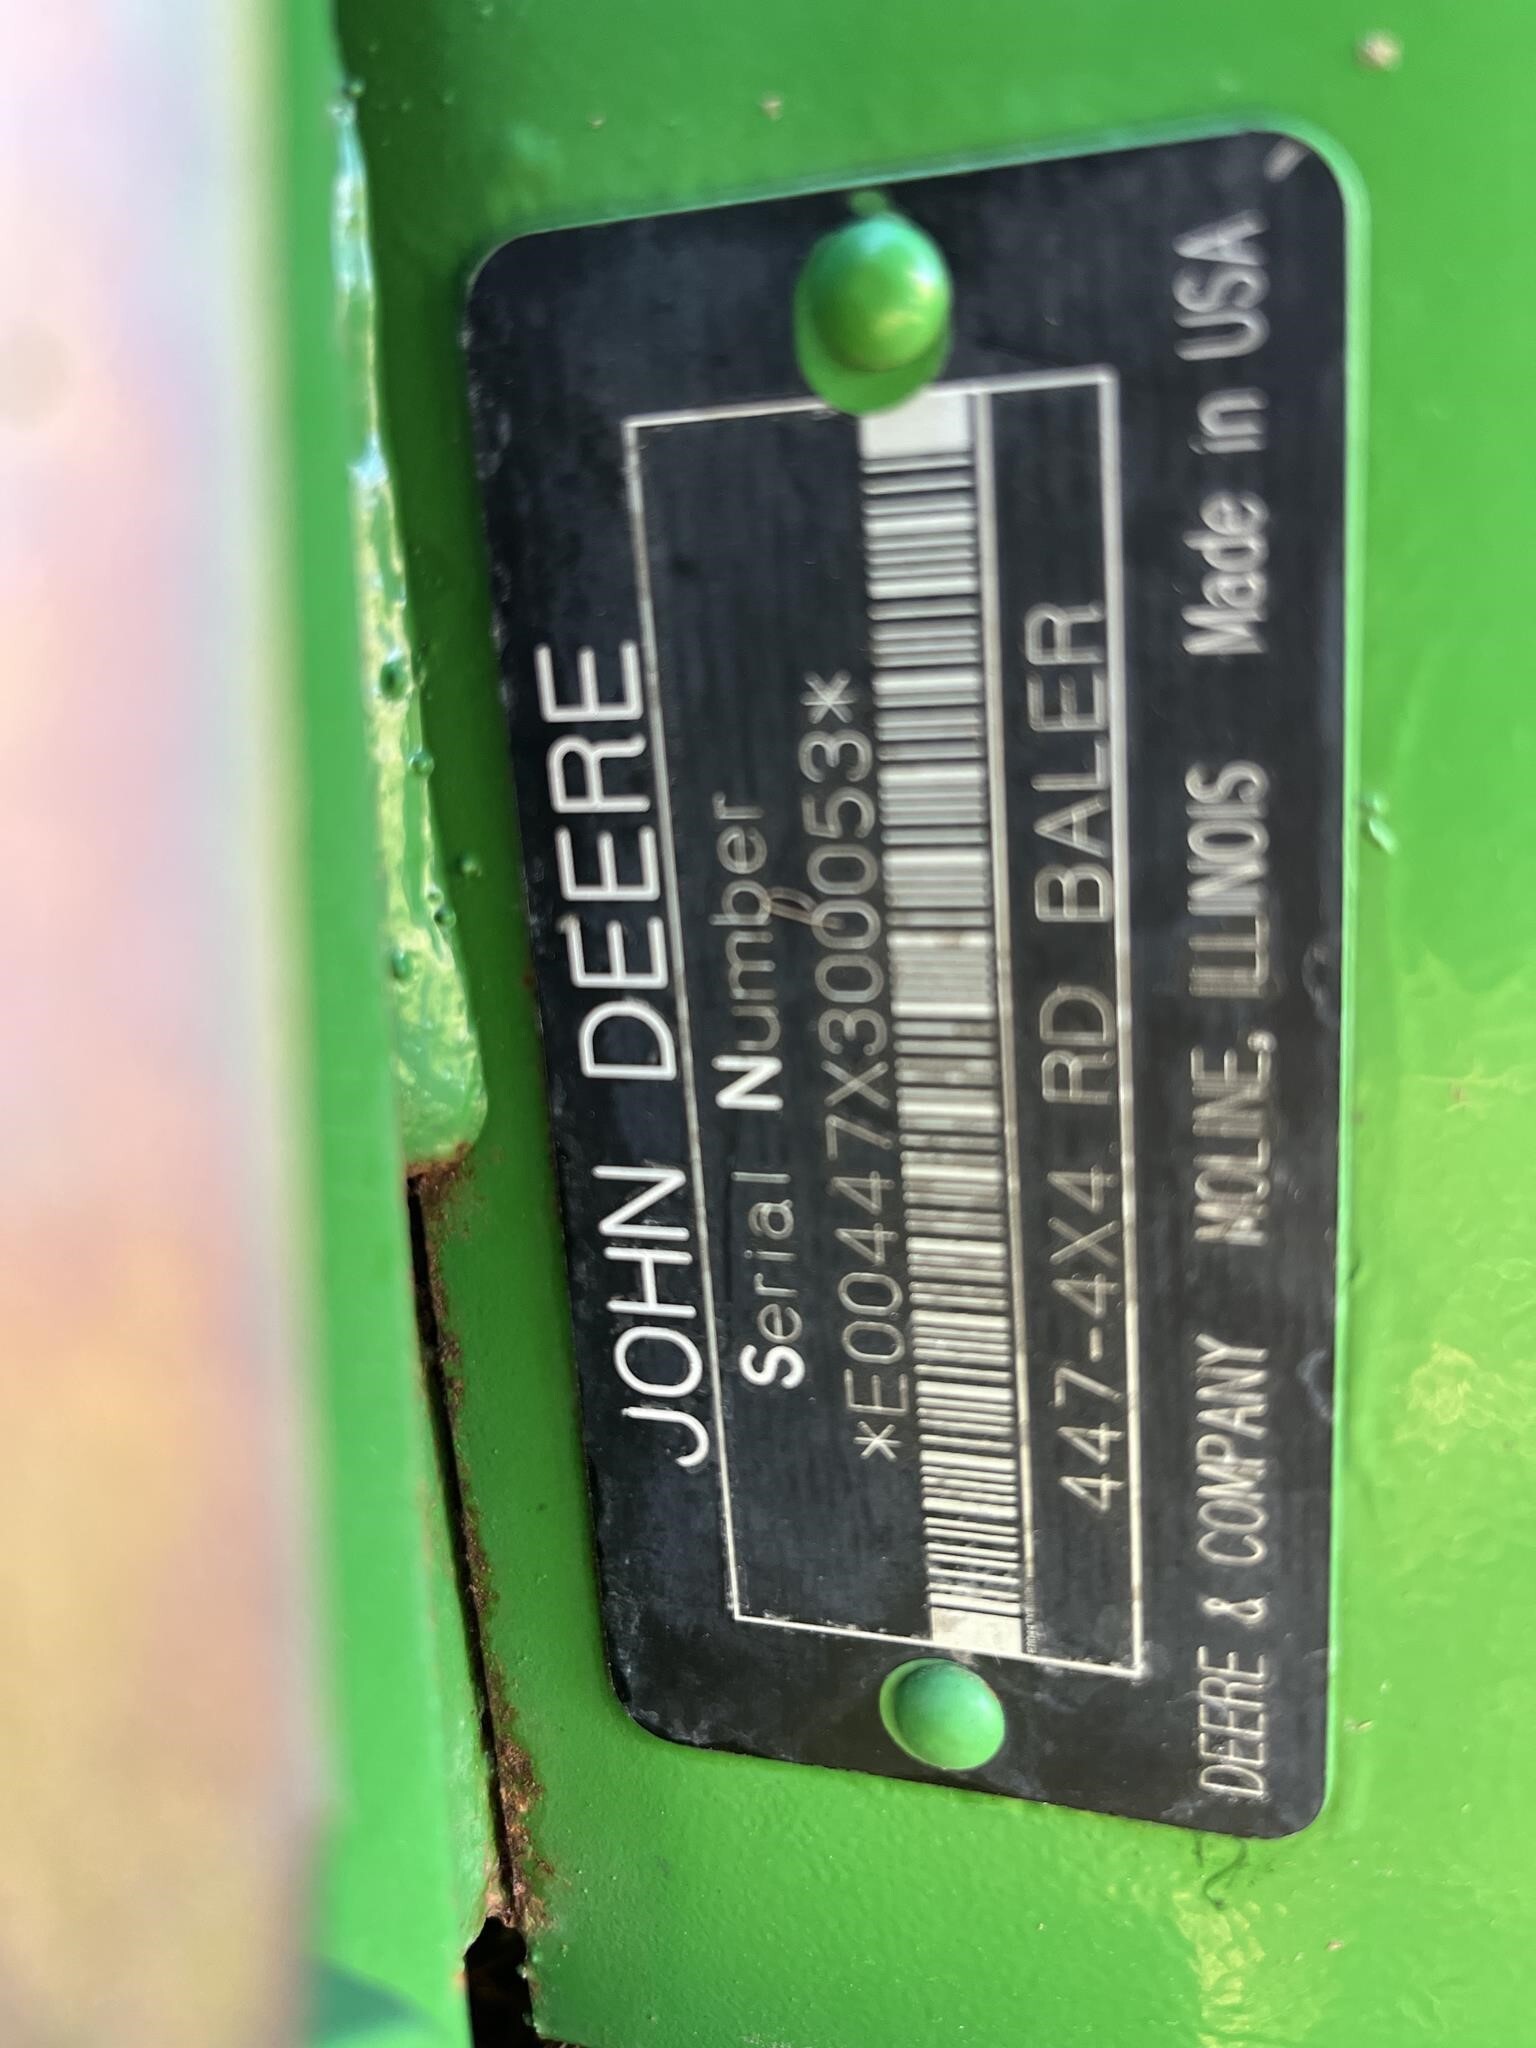 JOHN DEERE
Serial Number
*E00447X300053*
447-4X4 RD BALER
DEERE & COMPANY MOLINE, ILLINOIS Made in USA